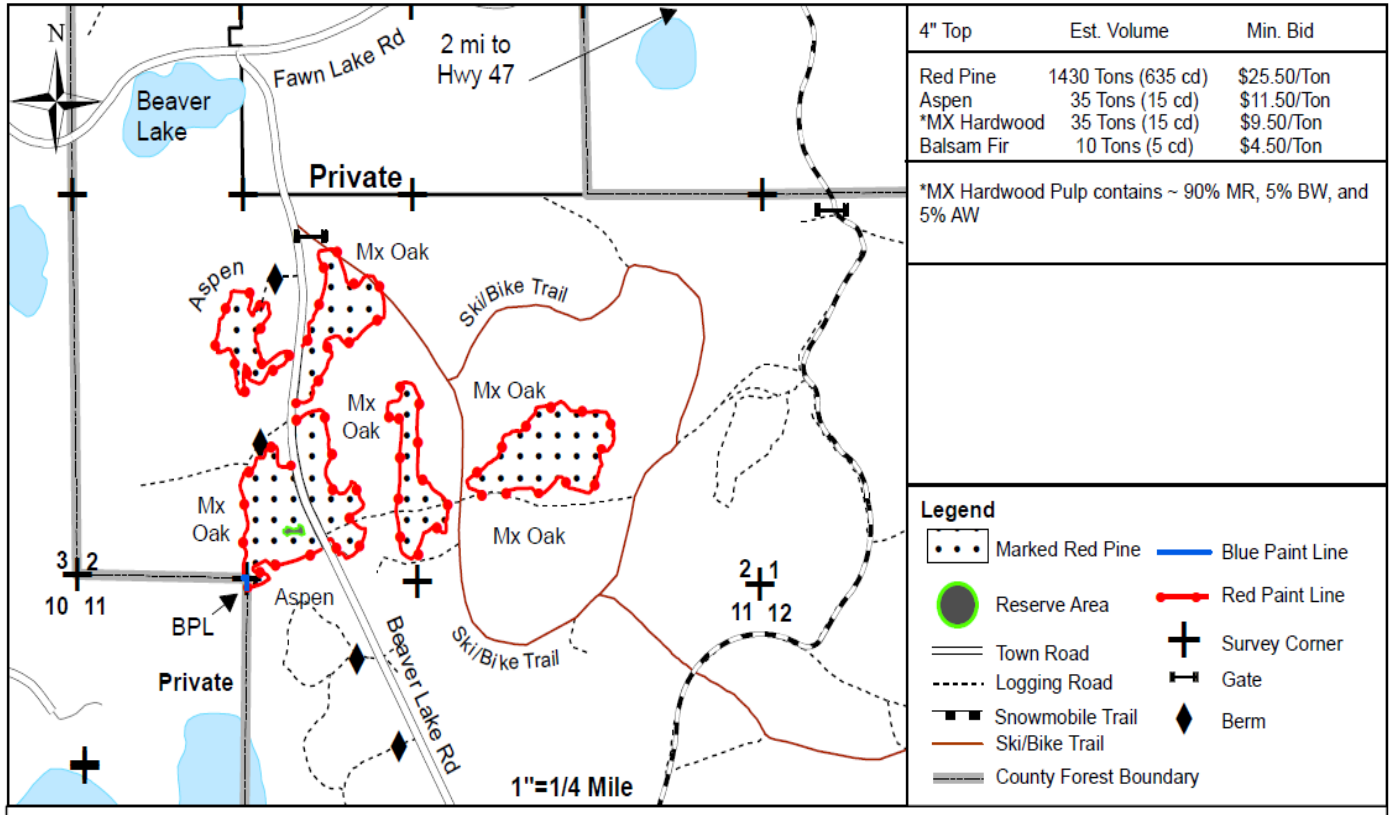 N
Fawn Lake Rd
2 mi to
Hwy 47
Beaver
Lake
Private
Mx Oak
Aspen
Ski/Bike Trail
Mx
Oak
Mx Oak
Mx
Oak
Mx Oak
3 2
10 11
BPL
Aspen
2 1
11 12
Private
Beaver Lake Rd
Ski/Bike Trail
1"=1/4 Mile
4" Top Est. Volume Min. Bid
Red Pine 1430 Tons (635 cd) $25.50/Ton
Aspen 35 Tons (15 cd) $11.50/Ton
*MX Hardwood 35 Tons (15 cd) $9.50/Ton
Balsam Fir 10 Tons (5 cd) $4.50/Ton
*MX Hardwood Pulp contains ~ 90% MR, 5% BW, and
5% AW
Legend
Marked Red Pine
Reserve Area
Town Road
Logging Road
Snowmobile Trail
Ski/Bike Trail
County Forest Boundary
Blue Paint Line
Red Paint Line
Survey Corner
Gate
Berm